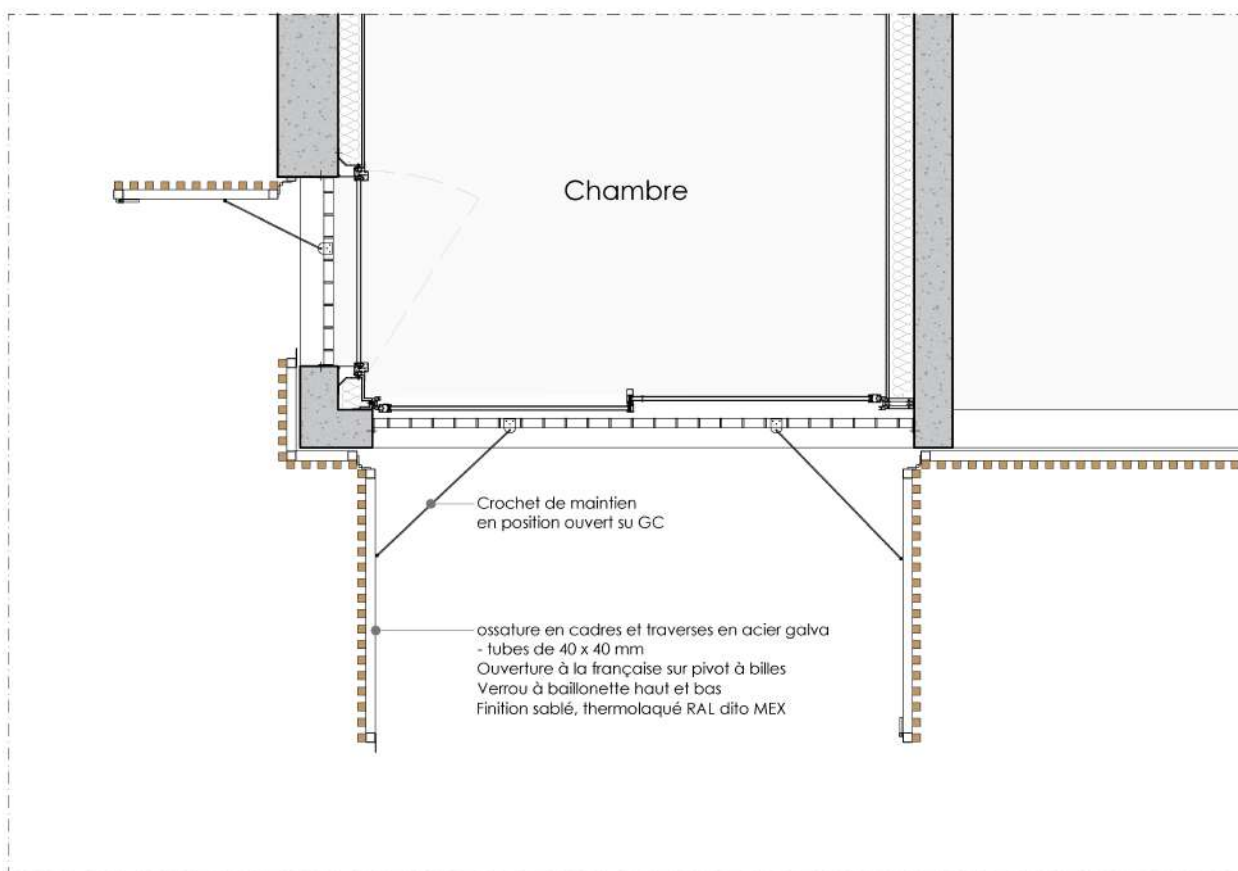 Chambre
Crochet de maintien
en position ouvert su GC
ossature en cadres et traverses en acier galva
- tubes de 40 x 40 mm
Ouverture à la française sur pivot à billes
Verrou à baillonette haut et bas
Finition sablé, thermolaqué RAL dito MEX